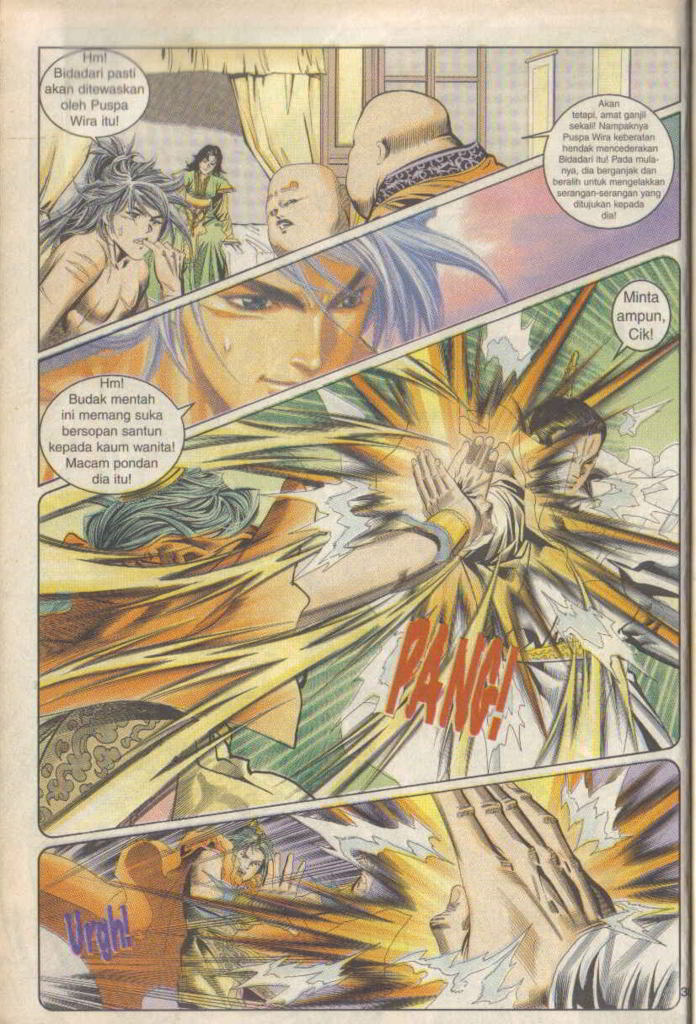 Hm!
Bidadari pasti
akan ditewaskan
oleh Puspa
Wira itu!
Akan
tetapi, amat ganjil
sekali! Nampaknya
Puspa Wira keberatan
hendak mencederakan
Bidadari itu! Pada mula-
nya, dia berganjak dan
beralih untuk mengelakkan
serangan-serangan yang
ditujukan kepada
dia!
Minta
ampun,
Cik!
Hm!
Budak mentah
ini memang suka
bersopan santun
kepada kaum wanita!
Macam pondan
dia itu!
PANG!
Urgh!